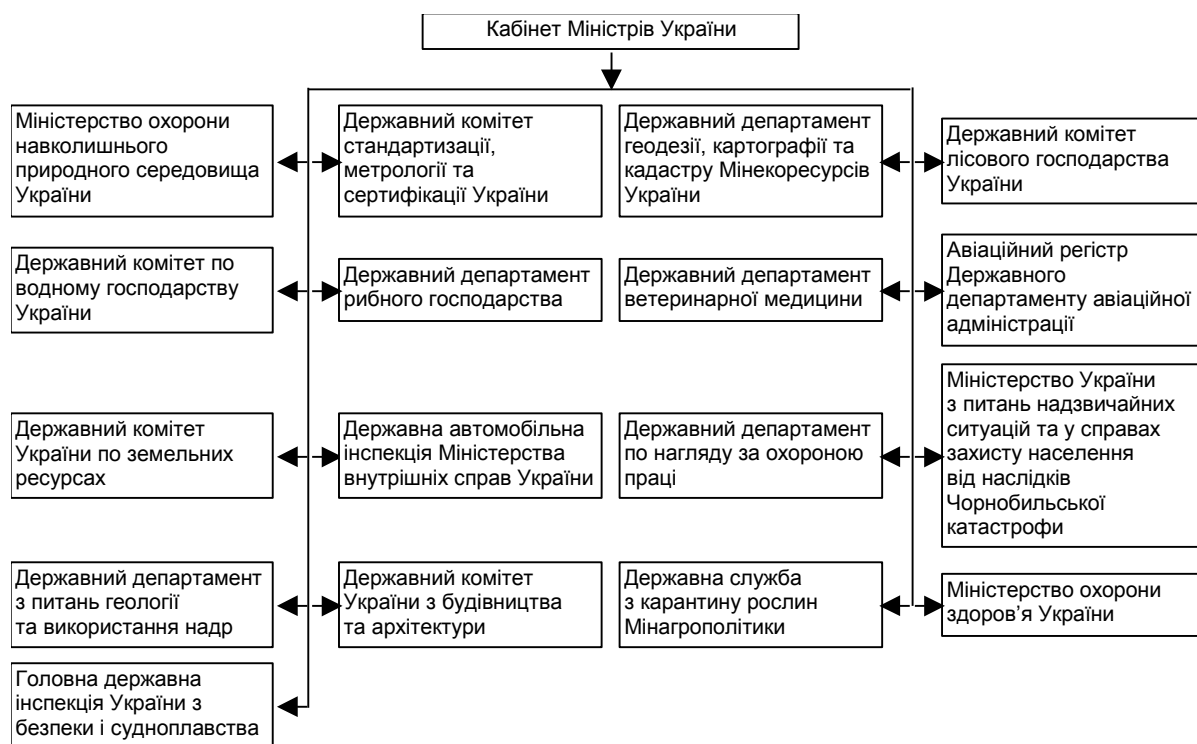 Кабінет Міністрів України
Міністерство охорони
навколишнього
природного середовища
України
Державний комітет
стандартизації,
метрології та
сертифікації України
Державний департамент
геодезії, картографії та
кадастру Мінекоресурсів
України
Державний комітет
лісового господарства
України
Державний комітет по
водному господарству
України
Державний департамент
рибного господарства
Державний департамент
ветеринарної медицини
Авіаційний регістр
Державного
департаменту авіаційної
адміністрації
Державний комітет
України по земельних
ресурсах
Державна автомобільна
інспекція Міністерства
внутрішніх справ України
Державний департамент
по нагляду за охороною
праці
Міністерство України
з питань надзвичайних
ситуацій та у справах
захисту населення
від наслідків
Чорнобильської
катастрофи
Державний департамент
з питань геології
та використання надр
Державний комітет
України з будівництва
та архітектури
Державна служба
з карантину рослин
Мінагрополітики
Міністерство охорони
здоров’я України
Головна державна
інспекція України з
безпеки і судноплавства